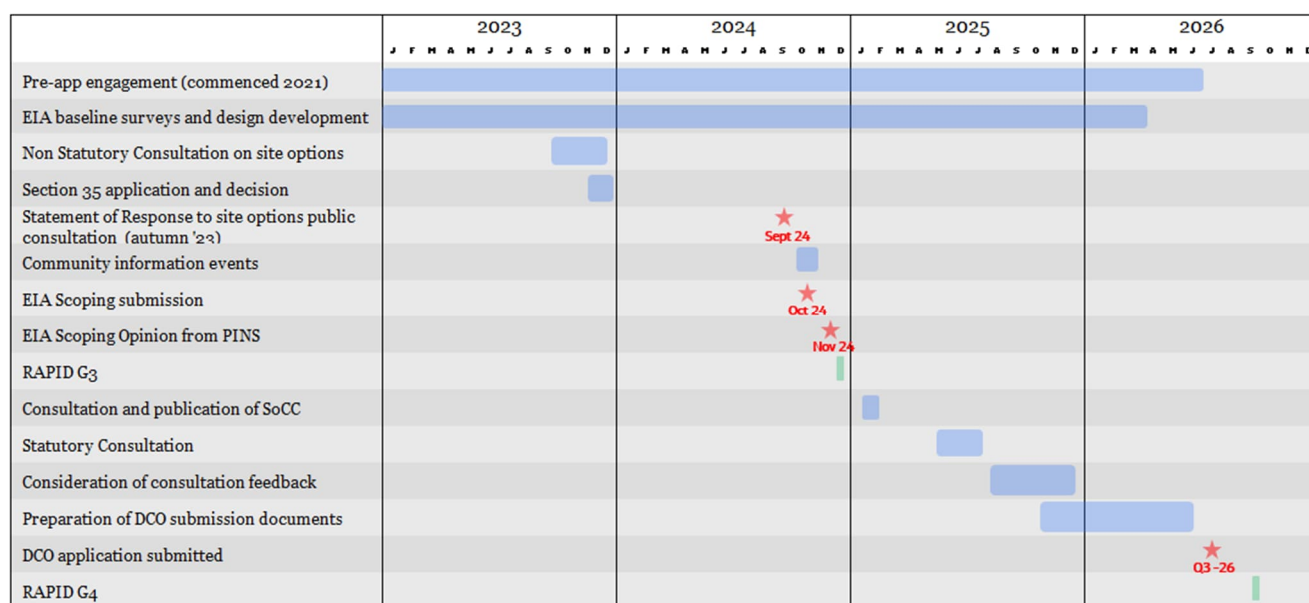 2023 2024 2025 2026
J F M A M J J A S O N D J F M A M J J A S O N D J F M A M J J A S O N D J F M A M J J A S O N D
Pre-app engagement (commenced 2021)
EIA baseline surveys and design development
Non Statutory Consultation on site options
Section 35 application and decision
Statement of Response to site options public
consultation (autumn '23)
Sept 24
Community information events
EIA Scoping submission
Oct 24
EIA Scoping Opinion from PINS
Nov 24
RAPID G3
Consultation and publication of SoCC
Statutory Consultation
Consideration of consultation feedback
Preparation of DCO submission documents
DCO application submitted
Q3 -26
RAPID G4